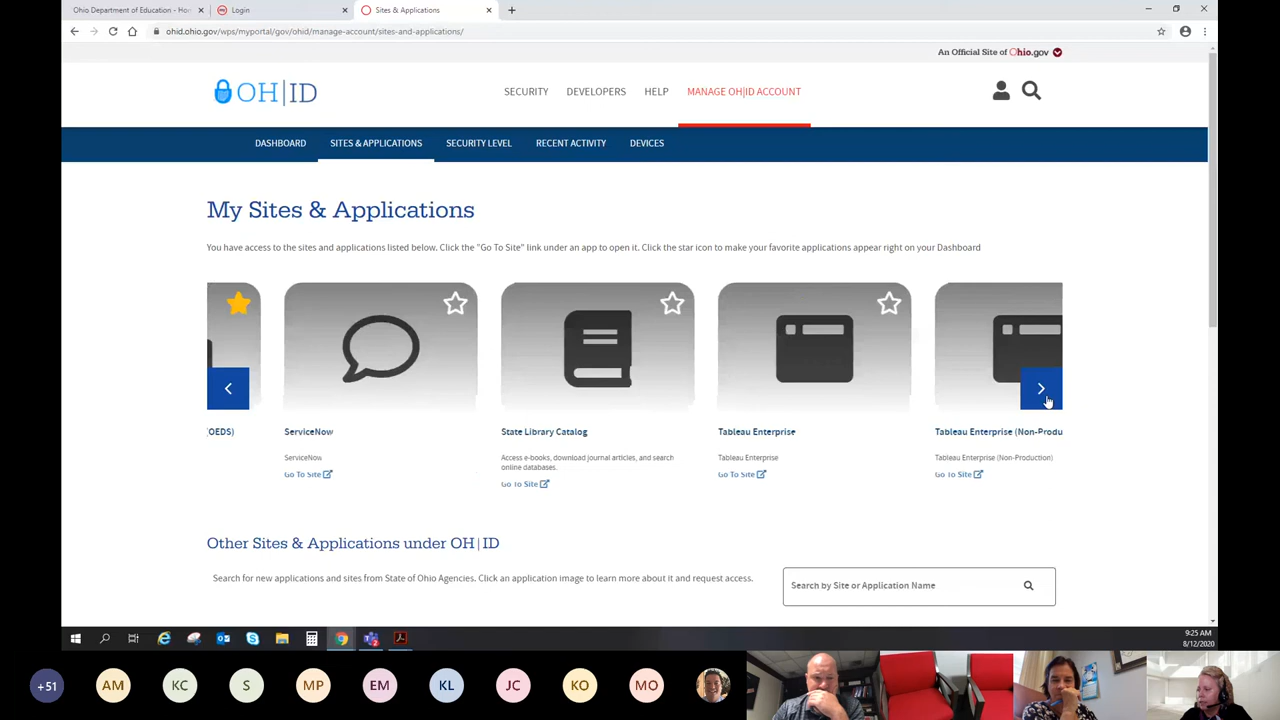 Ohio Department of Education - Hom
Login
Sites & Applications
ohid.ohio.gov/wps/myportal/gov/ohid/manage-account/sites-and-applications/
An Official Site of Ohio.gov
OH|ID
SECURITY DEVELOPERS HELP MANAGE OH|ID ACCOUNT
DASHBOARD SITES & APPLICATIONS SECURITY LEVEL RECENT ACTIVITY DEVICES
My Sites & Applications
You have access to the sites and applications listed below. Click the "Go To Site" link under an app to open it. Click the star icon to make your favorite applications appear right on your Dashboard
(OEDS)
ServiceNow
ServiceNow
Go To Site
State Library Catalog
Access e-books, download journal articles, and search
online databases.
Go To Site
Tableau Enterprise
Tableau Enterprise
Go To Site
Tableau Enterprise (Non-Produ
Tableau Enterprise (Non-Production)
Go To Site
Other Sites & Applications under OH|ID
Search for new applications and sites from State of Ohio Agencies. Click an application image to learn more about it and request access.
Search by Site or Application Name
9:25 AM
8/12/2020
+51 AM KC S MP EM KL JC KO MO